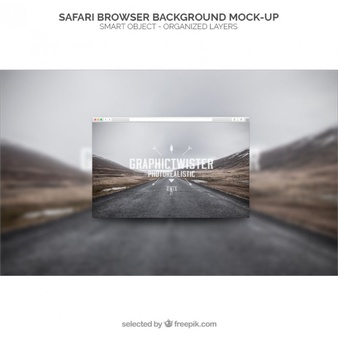 SAFARI BROWSER BACKGROUND MOCK-UP
SMART OBJECT - ORGANIZED LAYERS
GRAPHICTWISTER
PHOTOREALISTIC
selected by freepik.com